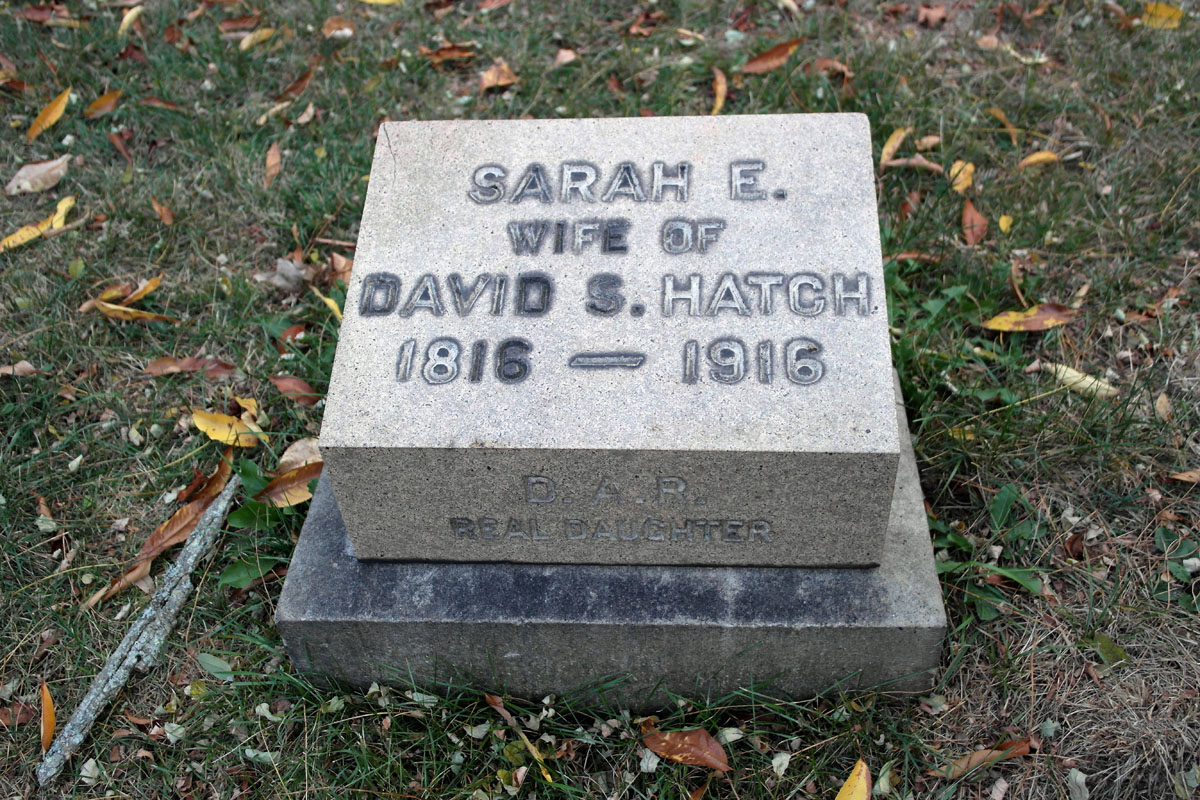 SARAH E.
WIFE OF
DAVID S. HATCH
1816 — 1916
D.A.R.
REAL DAUGHTER